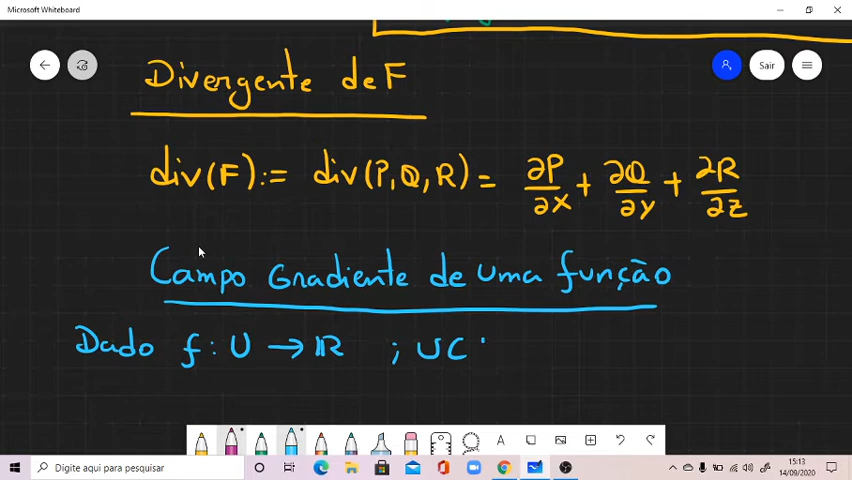 Microsoft Whiteboard
Sair
Divergente de F
div(F):= div(P,Q,R) = ∂P/∂x + ∂Q/∂y + ∂R/∂z
Campo Gradiente de uma função
Dado f: U → ℝ ; U ⊂
A
Digite aqui para pesquisar
15:13
14/09/2020